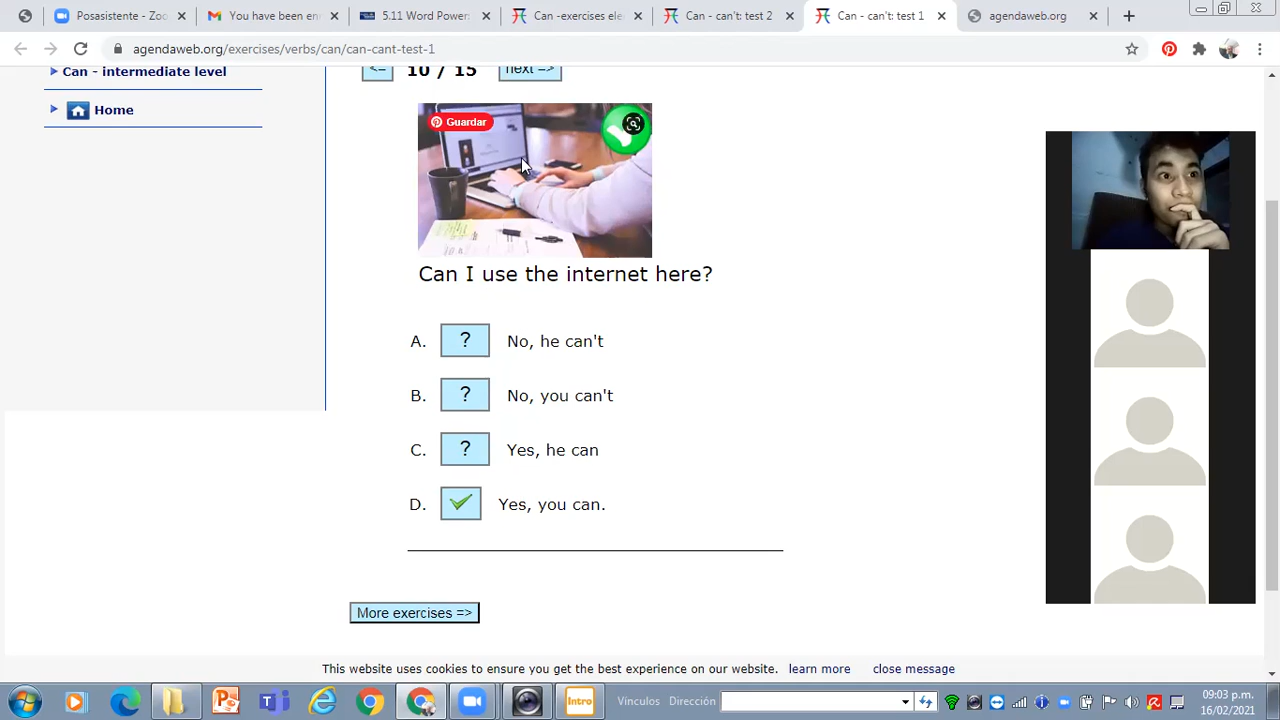 Posasistente - Zoo
You have been en
5.11 Word Power
Can -exercises ele
Can - can't: test 2
Can - can't: test 1
agendaweb.org
agendaweb.org/exercises/verbs/can/can-cant-test-1
Can - intermediate level
<= 10 / 15 next =>
Home
Guardar
Can I use the internet here?
A. ? No, he can't
B. ? No, you can't
C. ? Yes, he can
D. Yes, you can.
More exercises =>
This website uses cookies to ensure you get the best experience on our website. learn more close message
Intro
Vínculos Dirección
09:03 p.m.
16/02/2021